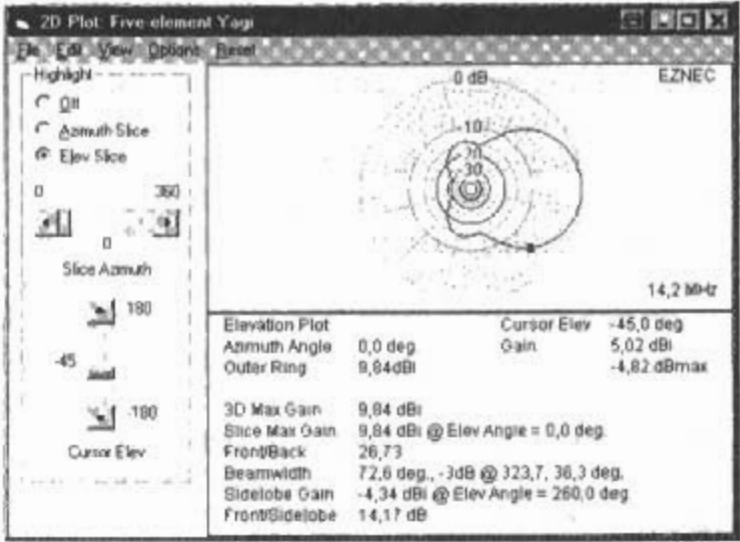 2D Plot: Five-element Yagi
File Edit View Options Reset
Highlight
Off
Azimuth Slice
Elev Slice
0 360
0
Slice Azimuth
180
-45
-180
Cursor Elev
0 dB
EZNEC
-10
-20
-30
14,2 MHz
Elevation Plot Cursor Elev -45,0 deg
Azimuth Angle 0,0 deg Gain 5,02 dBi
Outer Ring 9,84dBi -4,82 dBmax
3D Max Gain 9,84 dBi
Slice Max Gain 9,84 dBi @ Elev Angle = 0,0 deg.
Front/Back 26,73
Beamwidth 72,6 deg., -3dB @ 323,7, 36,3 deg.
Sidelobe Gain -4,34 dBi @ Elev Angle = 260,0 deg
Front/Sidelobe 14,17 dB